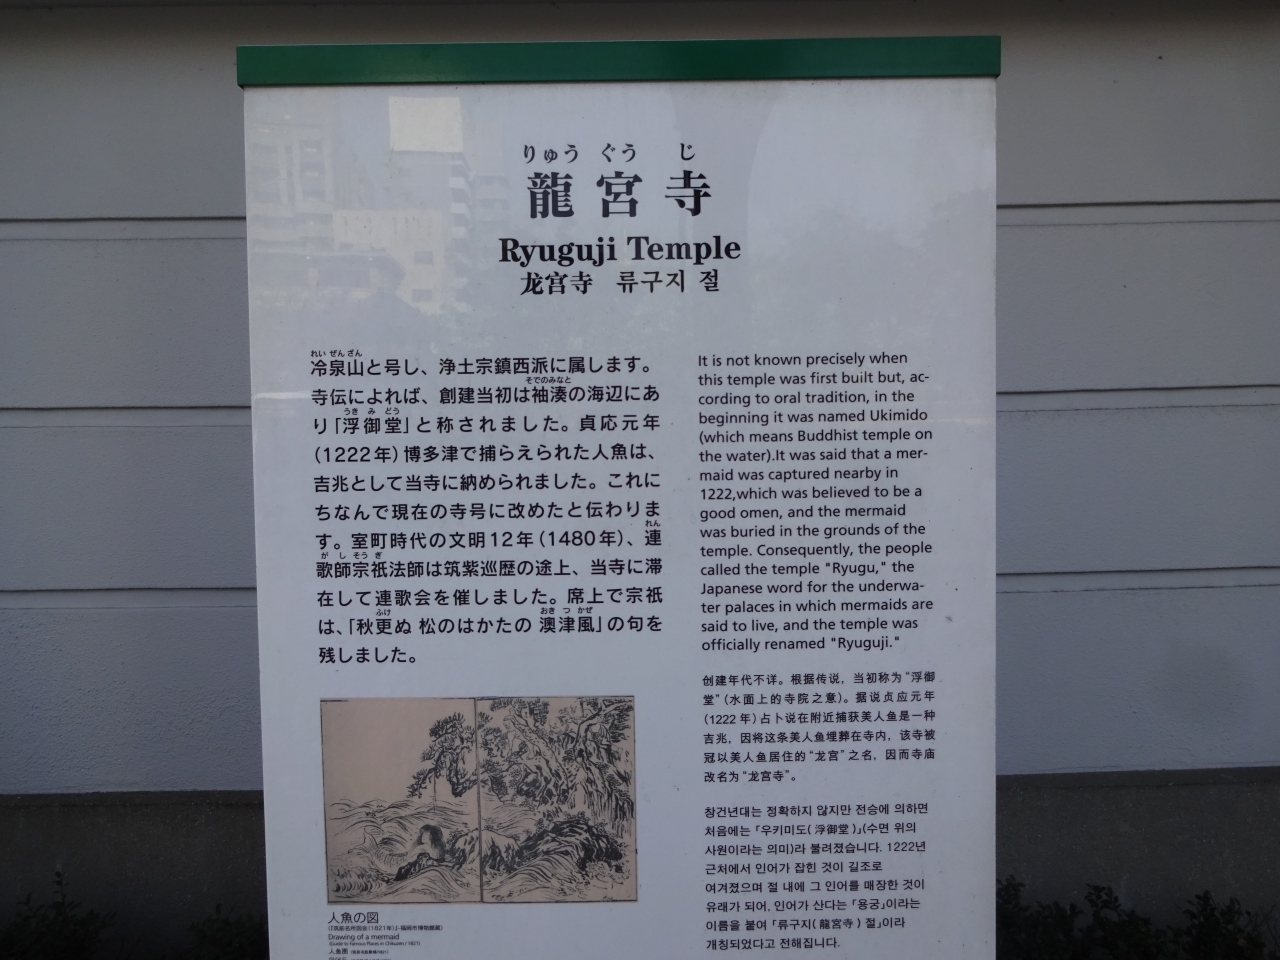 りゅう ぐう じ
龍宮寺
Ryuguji Temple
龙宫寺 류구지 절
れい ぜん ざん
冷泉山と号し、浄土宗鎮西派に属します。
そでのみなと
寺伝によれば、創建当初は袖湊の海辺にあ
うき み どう
り「浮御堂」と称されました。貞応元年
(1222年)博多津で捕らえられた人魚は、
吉兆として当寺に納められました。これに
ちなんで現在の寺号に改めたと伝わりま
れん
す。室町時代の文明12年(1480年)、連
が し そう ぎ
歌師宗祇法師は筑紫巡歴の途上、当寺に滞
在して連歌会を催しました。席上で宗祇
ふけ おき つ かぜ
は、「秋更ぬ 松のはかたの 澳津風」の句を
残しました。
It is not known precisely when
this temple was first built but, ac-
cording to oral tradition, in the
beginning it was named Ukimido
(which means Buddhist temple on
the water).It was said that a mer-
maid was captured nearby in
1222,which was believed to be a
good omen, and the mermaid
was buried in the grounds of the
temple. Consequently, the people
called the temple "Ryugu," the
Japanese word for the underwa-
ter palaces in which mermaids are
said to live, and the temple was
officially renamed "Ryuguji."
创建年代不详。根据传说，当初称为"浮御
堂"(水面上的寺院之意)。据说贞应元年
(1222年)占卜说在附近捕获美人鱼是一种
吉兆，因将这条美人鱼埋葬在寺内，该寺被
冠以美人鱼居住的"龙宫"之名，因而寺庙
改名为"龙宫寺"。
창건년대는 정확하지 않지만 전승에 의하면
처음에는 「우키미도(浮御堂)」(수면 위의
사원이라는 의미)라 불려졌습니다. 1222년
근처에서 인어가 잡힌 것이 길조로
여겨졌으며 절 내에 그 인어를 매장한 것이
유래가 되어, 인어가 산다는 「용궁」이라는
이름을 붙여 「류구지(龍宮寺) 절」이라
개칭되었다고 전해집니다.
人魚の図
(『筑前名所図会(1821年)』-福岡市博物館蔵)
Drawing of a mermaid
(Guide to Famous Places in Chikuzen / 1821)
人鱼图